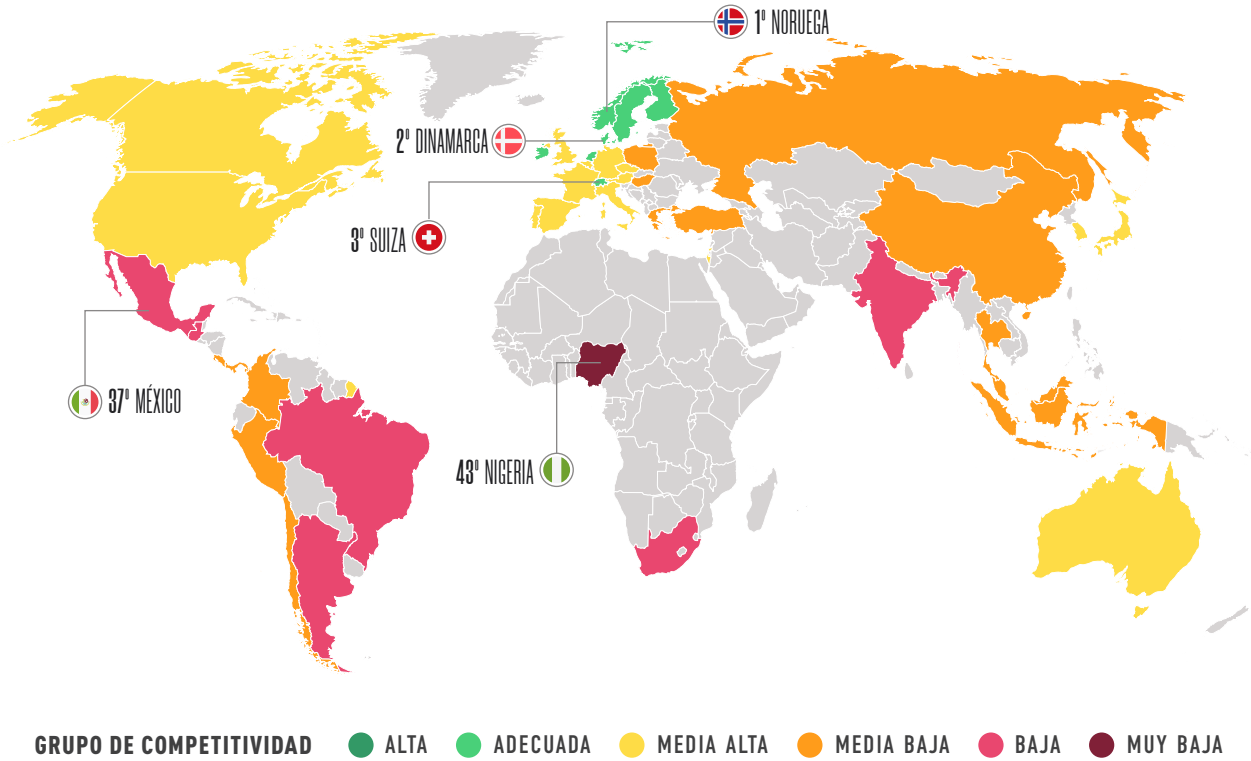 1º NORUEGA
2º DINAMARCA
3º SUIZA
37º MÉXICO
43º NIGERIA
GRUPO DE COMPETITIVIDAD ALTA ADECUADA MEDIA ALTA MEDIA BAJA BAJA MUY BAJA